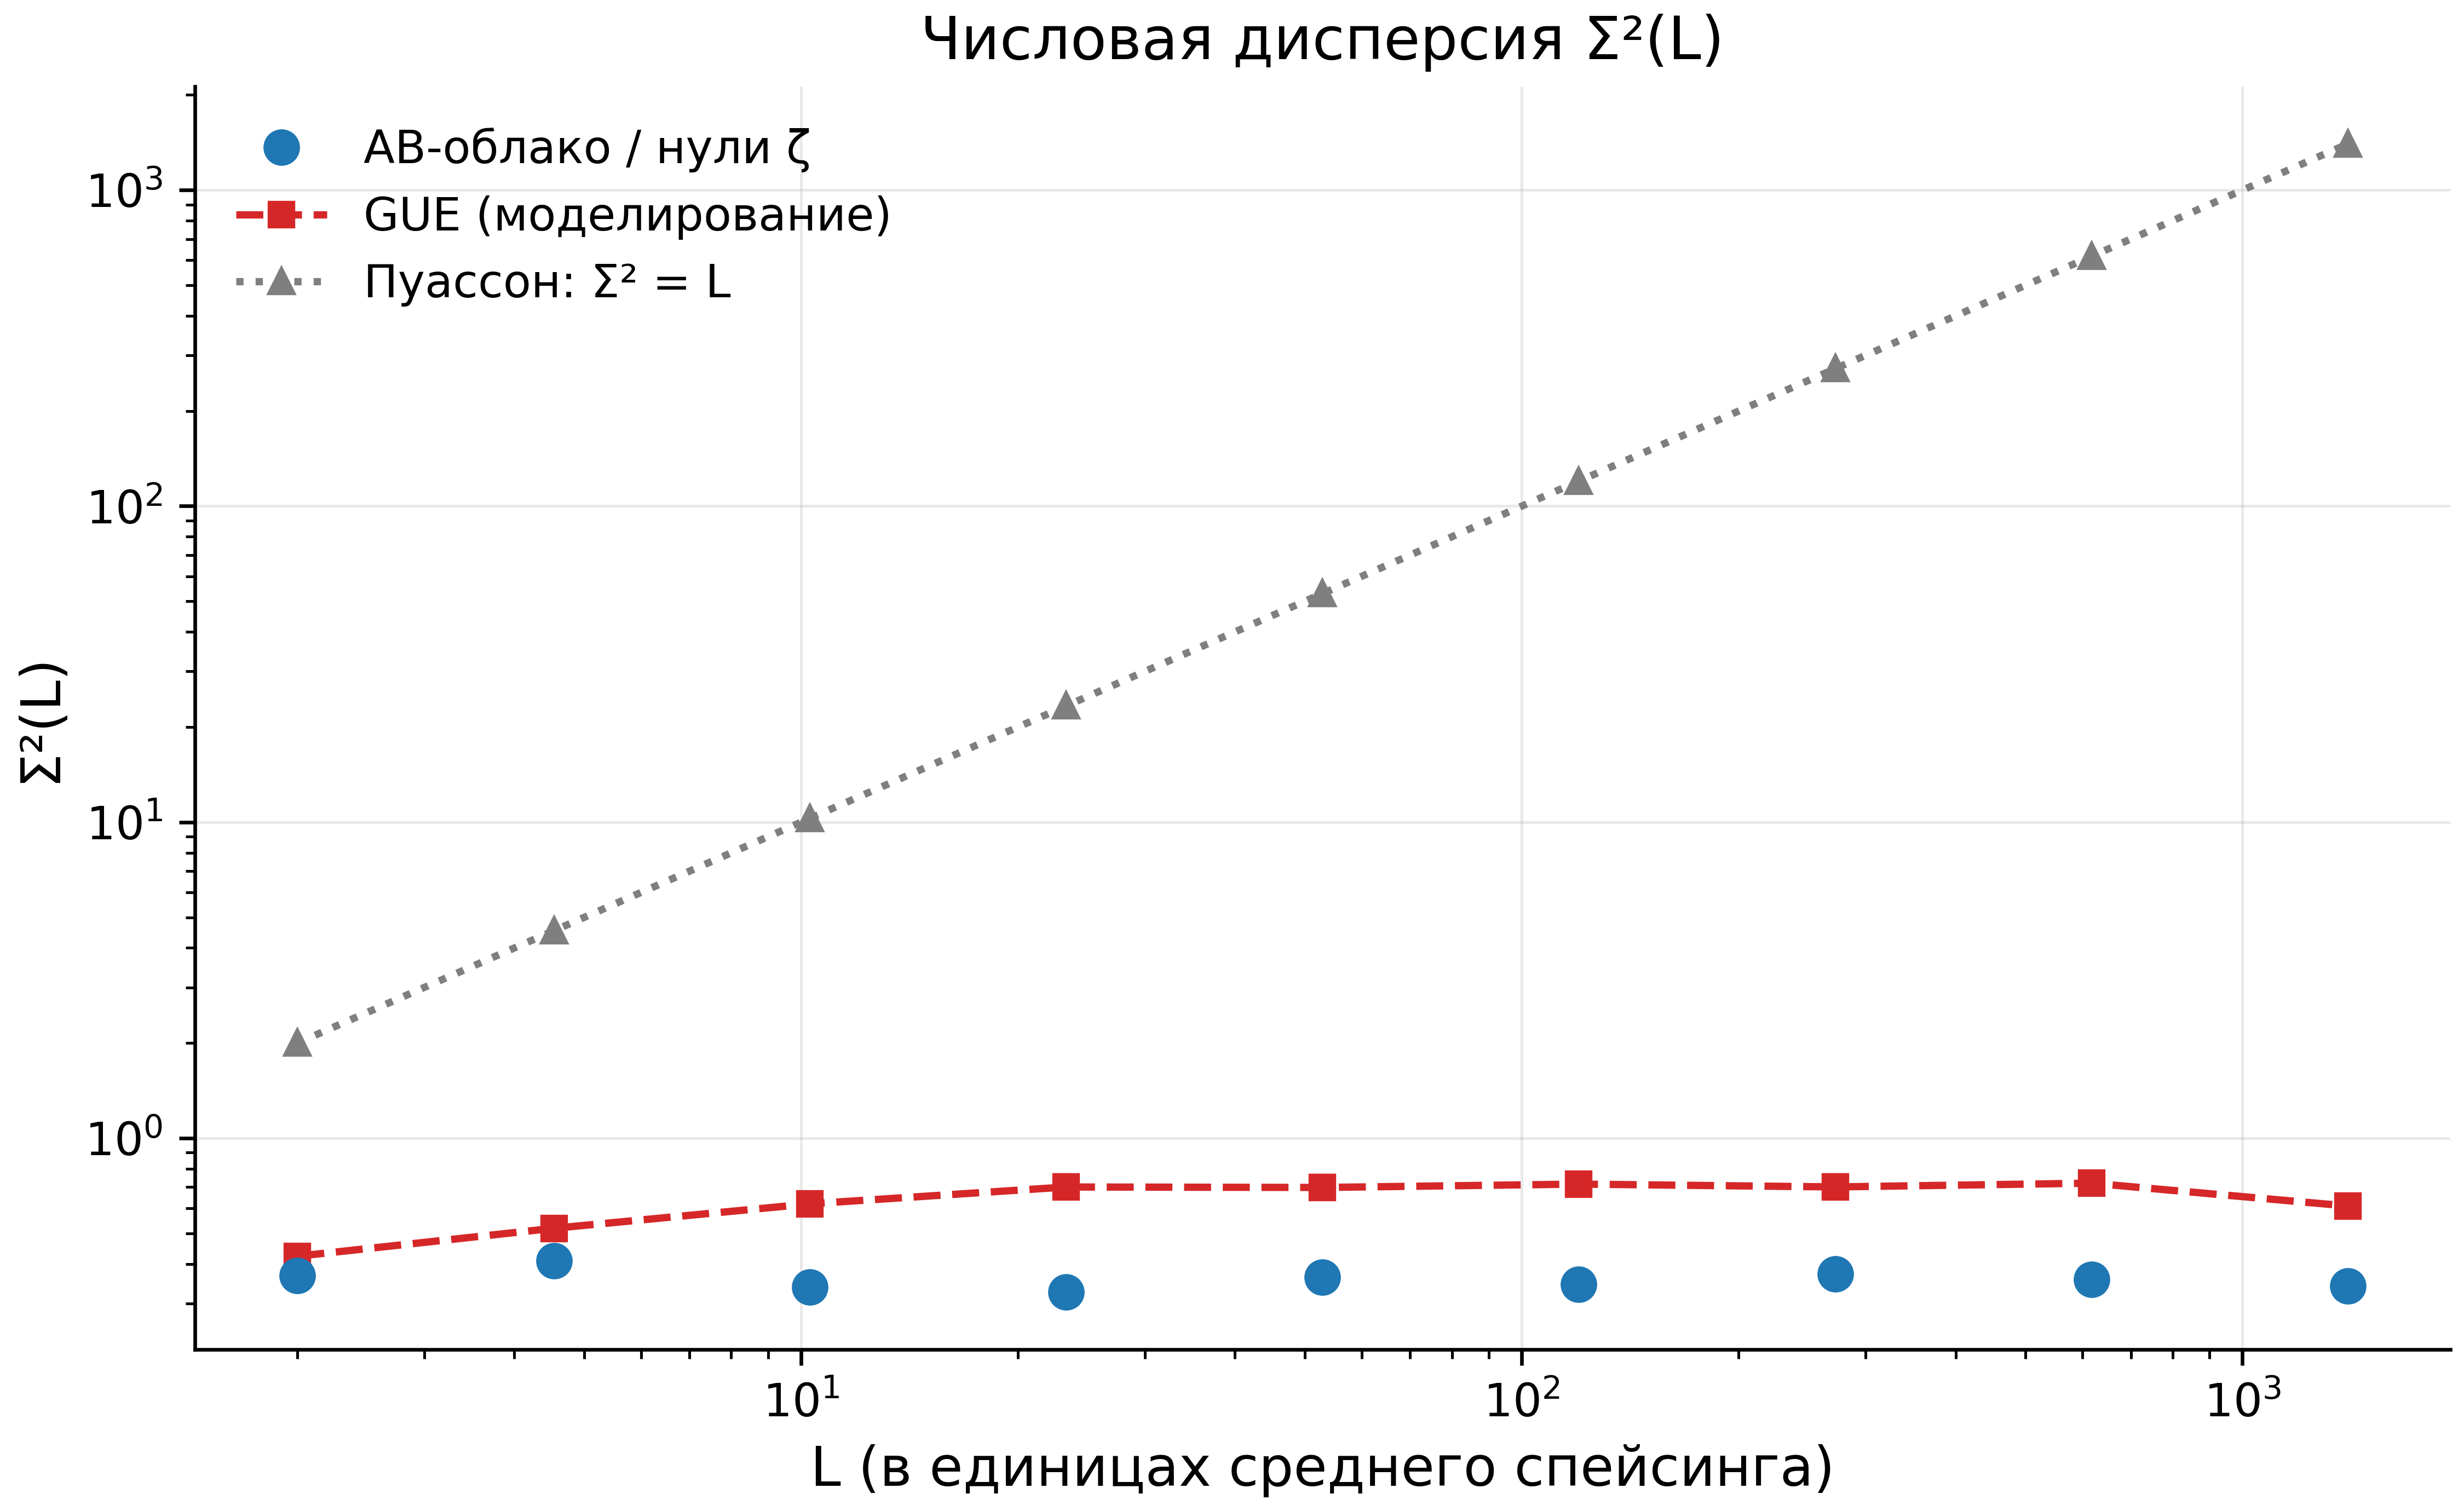 Числовая дисперсия Σ²(L)
АВ-облако / нули ζ
GUE (моделирование)
Пуассон: Σ² = L
Σ²(L)
10³
10²
10¹
10⁰
10¹ 10² 10³
L (в единицах среднего спейсинга)